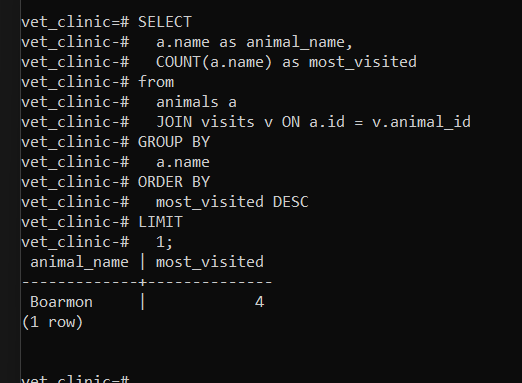 vet_clinic=# SELECT
vet_clinic-#   a.name as animal_name,
vet_clinic-#   COUNT(a.name) as most_visited
vet_clinic-# from
vet_clinic-#   animals a
vet_clinic-#   JOIN visits v ON a.id = v.animal_id
vet_clinic-# GROUP BY
vet_clinic-#   a.name
vet_clinic-# ORDER BY
vet_clinic-#   most_visited DESC
vet_clinic-# LIMIT
vet_clinic-#   1;
 animal_name | most_visited
-------------+--------------
 Boarmon     |            4
(1 row)
vet_clinic=#